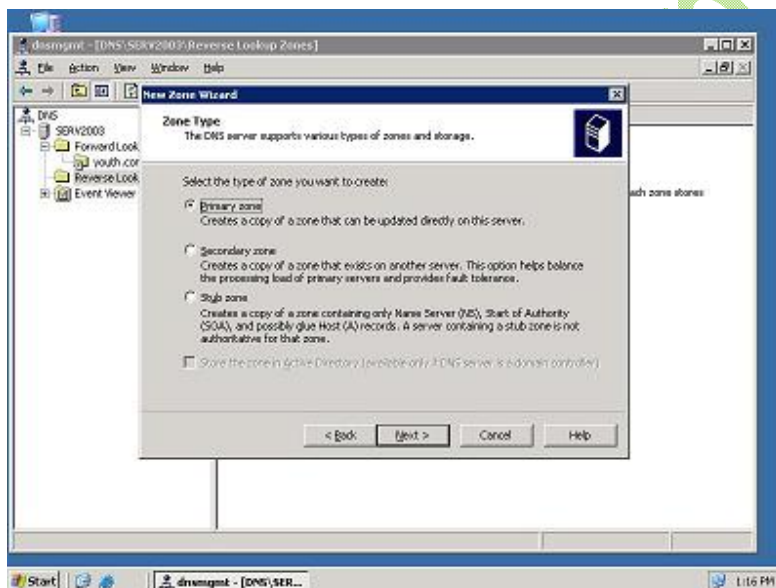 dnsmgmt - [DNS\SERV2003\Reverse Lookup Zones]
File Action View Window Help
DNS
SERV2003
Forward Look
youth.cor
Reverse Look
Event Viewer
ach zone stores
New Zone Wizard
Zone Type
The DNS server supports various types of zones and storage.
Select the type of zone you want to create:
Primary zone
Creates a copy of a zone that can be updated directly on this server.
Secondary zone
Creates a copy of a zone that exists on another server. This option helps balance
the processing load of primary servers and provides fault tolerance.
Stub zone
Creates a copy of a zone containing only Name Server (NS), Start of Authority
(SOA), and possibly glue Host (A) records. A server containing a stub zone is not
authoritative for that zone.
Store the zone in Active Directory (available only if DNS server is a domain controller)
< Back Next > Cancel Help
Start dnsmgmt - [DNS\SER... 1:16 PM